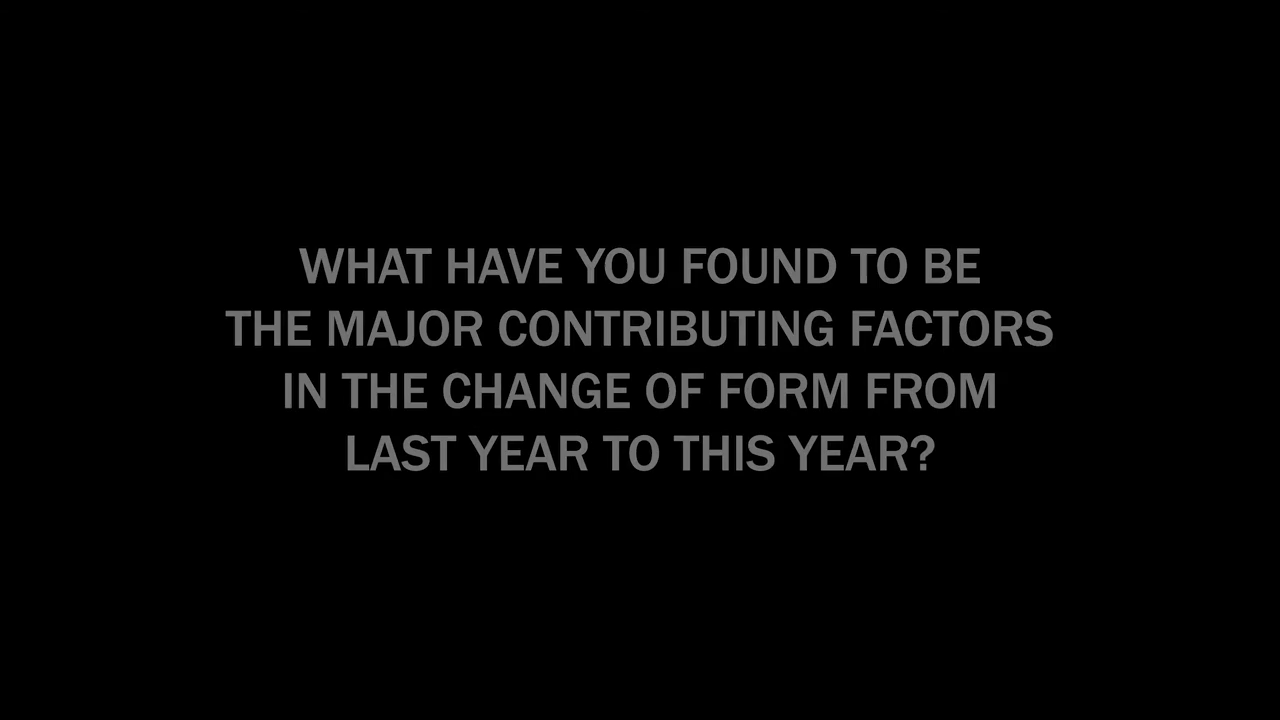 WHAT HAVE YOU FOUND TO BE
THE MAJOR CONTRIBUTING FACTORS
IN THE CHANGE OF FORM FROM
LAST YEAR TO THIS YEAR?